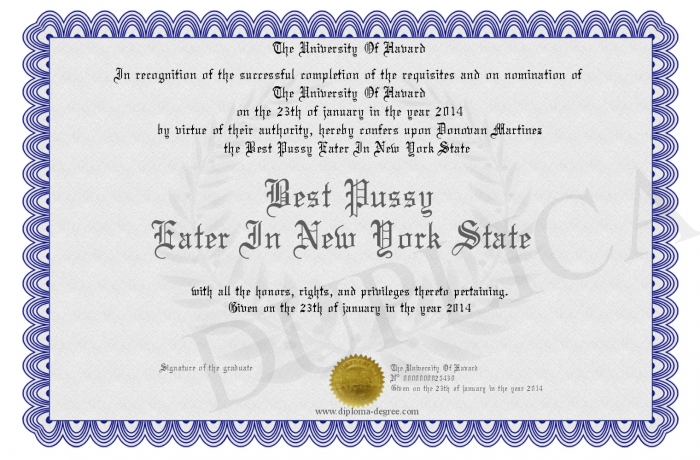 The University Of Havard
In recognition of the successful completion of the requisites and on nomination of
The University Of Havard
on the 23th of january in the year 2014
by virtue of their authority, hereby confers upon Donovan Martinez
the Best Pussy Eater In New York State
Best Pussy
Eater In New York State
with all the honors, rights, and privileges thereto pertaining.
Given on the 23th of january in the year 2014
Signature of the graduate
The University Of Havard
Given on the 23th of january in the year 2014
www.diploma-degree.com
DUPLICA